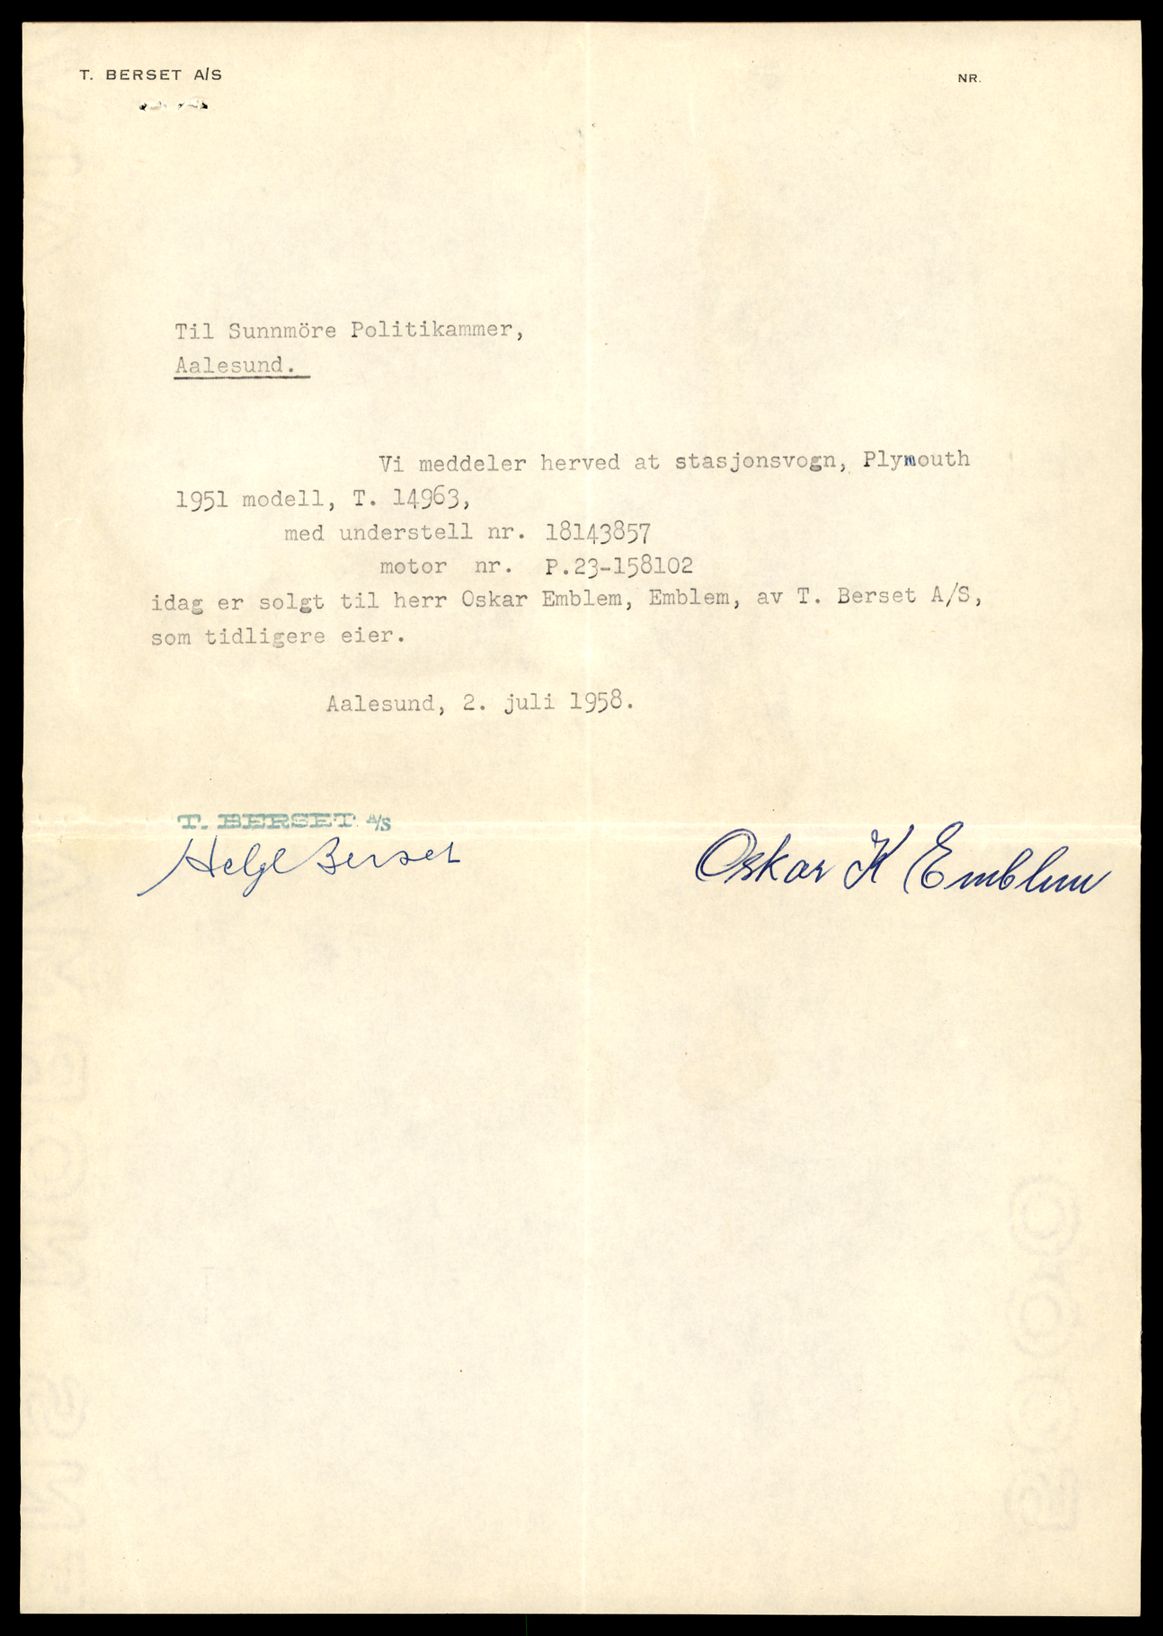 T. BERSET A/S
NR.
Til Sunnmöre Politikammer,
Aalesund.
Vi meddeler herved at stasjonsvogn, Plymouth
1951 modell, T. 14963,
med understell nr. 18143857
motor nr. P.23-158102
idag er solgt til herr Oskar Emblem, Emblem, av T. Berset A/S,
som tidligere eier.
Aalesund, 2. juli 1958.
T. BERSET A/S
Helge Berset
Oskar K Emblem